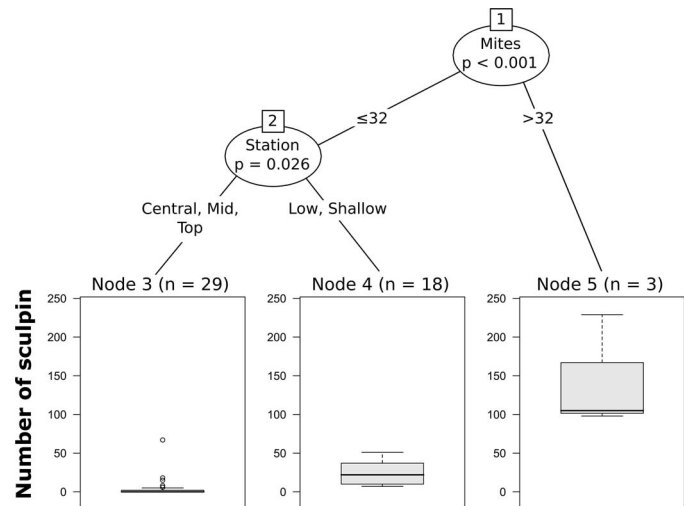 1
Mites
p < 0.001
≤32
>32
2
Station
p = 0.026
Central, Mid,
Top
Low, Shallow
Node 3 (n = 29)
Node 4 (n = 18)
Node 5 (n = 3)
Number of sculpin
250
200
150
100
50
0
250
200
150
100
50
0
250
200
150
100
50
0